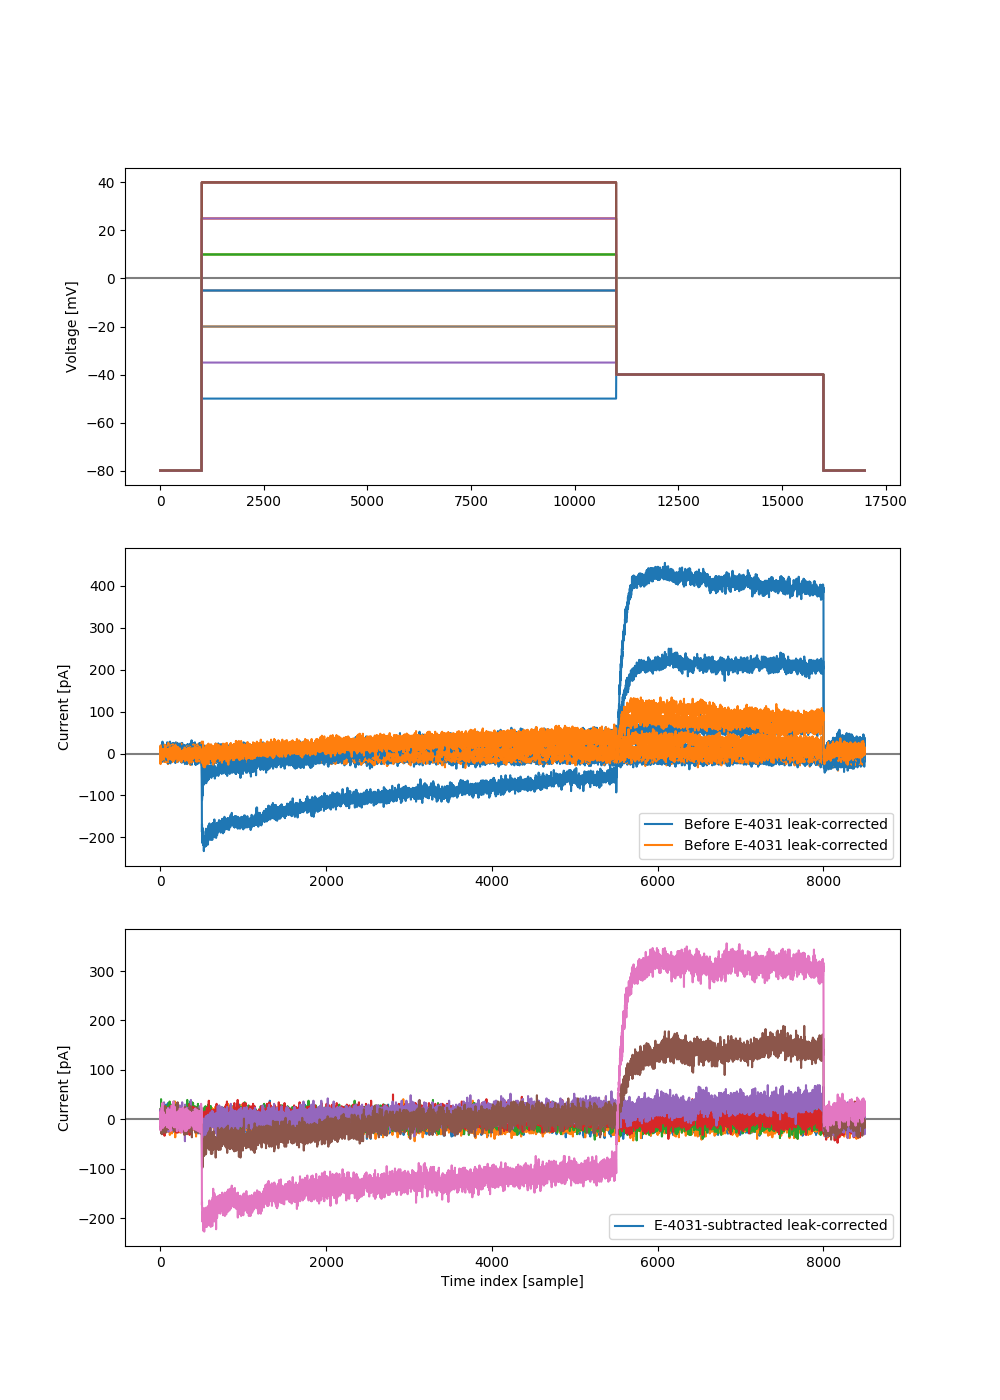 Voltage [mV]
40
20
0
−20
−40
−60
−80
0 2500 5000 7500 10000 12500 15000 17500
Current [pA]
400
300
200
100
0
−100
−200
Before E-4031 leak-corrected
Before E-4031 leak-corrected
0 2000 4000 6000 8000
Current [pA]
300
200
100
0
−100
−200
E-4031-subtracted leak-corrected
0 2000 4000 6000 8000
Time index [sample]